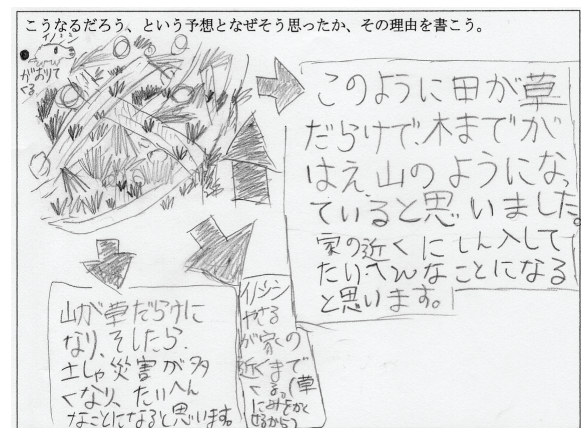 こうなるだろう、という予想となぜそう思ったか、その理由を書こう。
イノシシ
がおりて
くる
このように田が草
だらけで、木までが
はえ、山のようになっ
ていると思いました。
家の近くにしん入して
たいへんなことになる
と思います。
山が草だらけに
なり、そしたら、
土しゃ災害が多
くなり、たいへん
なことになると思います。
が家の
近くまで
くる。(草
にみをかく
せるから)